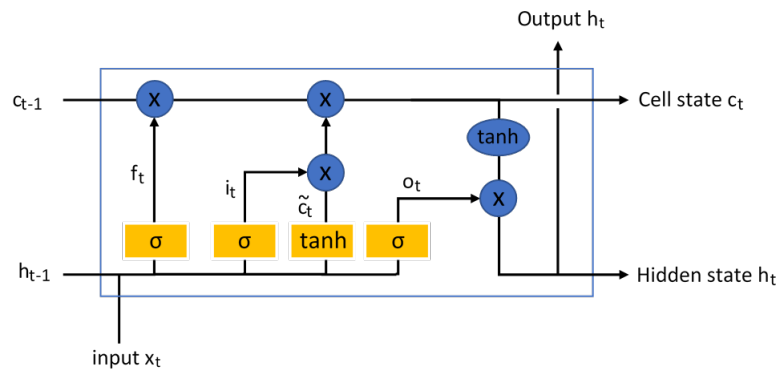 Output hₜ
cₜ₋₁
x
x
Cell state cₜ
tanh
fₜ
iₜ
x
c̃ₜ
oₜ
x
σ
σ
tanh
σ
hₜ₋₁
Hidden state hₜ
input xₜ